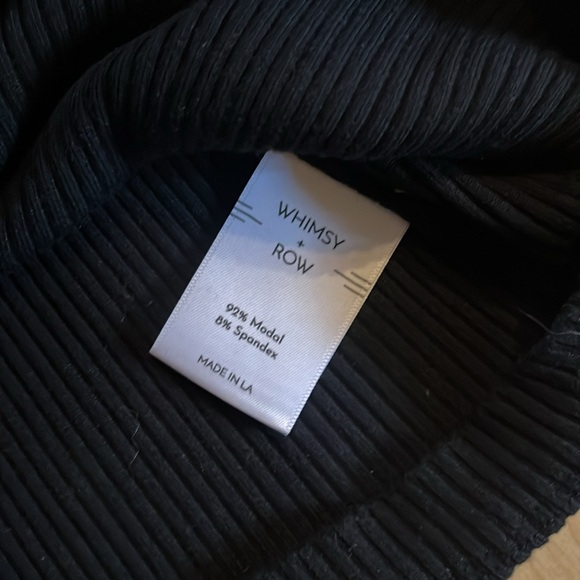 WHIMSY
+
ROW
92% Modal
8% Spandex
MADE IN LA